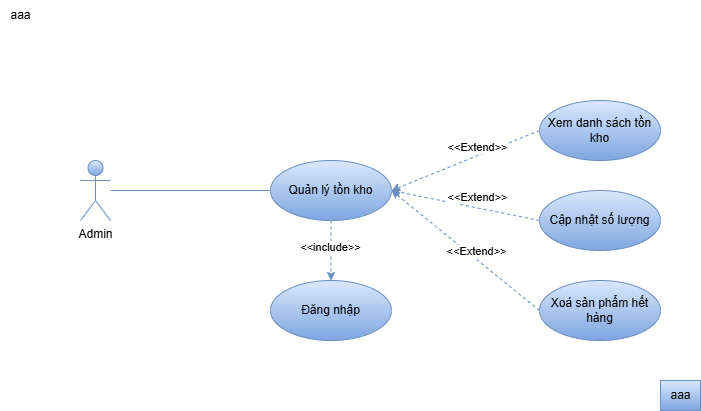 aaa
Xem danh sách tồn
kho
<<Extend>>
Quản lý tồn kho
<<Extend>>
Cập nhật số lượng
Admin
<<include>>
<<Extend>>
Đăng nhập
Xoá sản phẩm hết
hàng
aaa